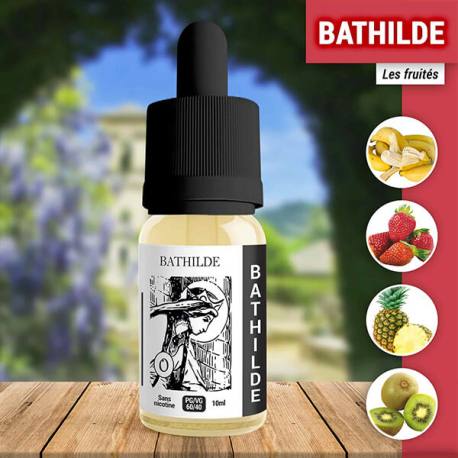 BATHILDE
Les fruités
BATHILDE
BATHILDE
Sans
nicotine
PG/VG
60/40
10ml